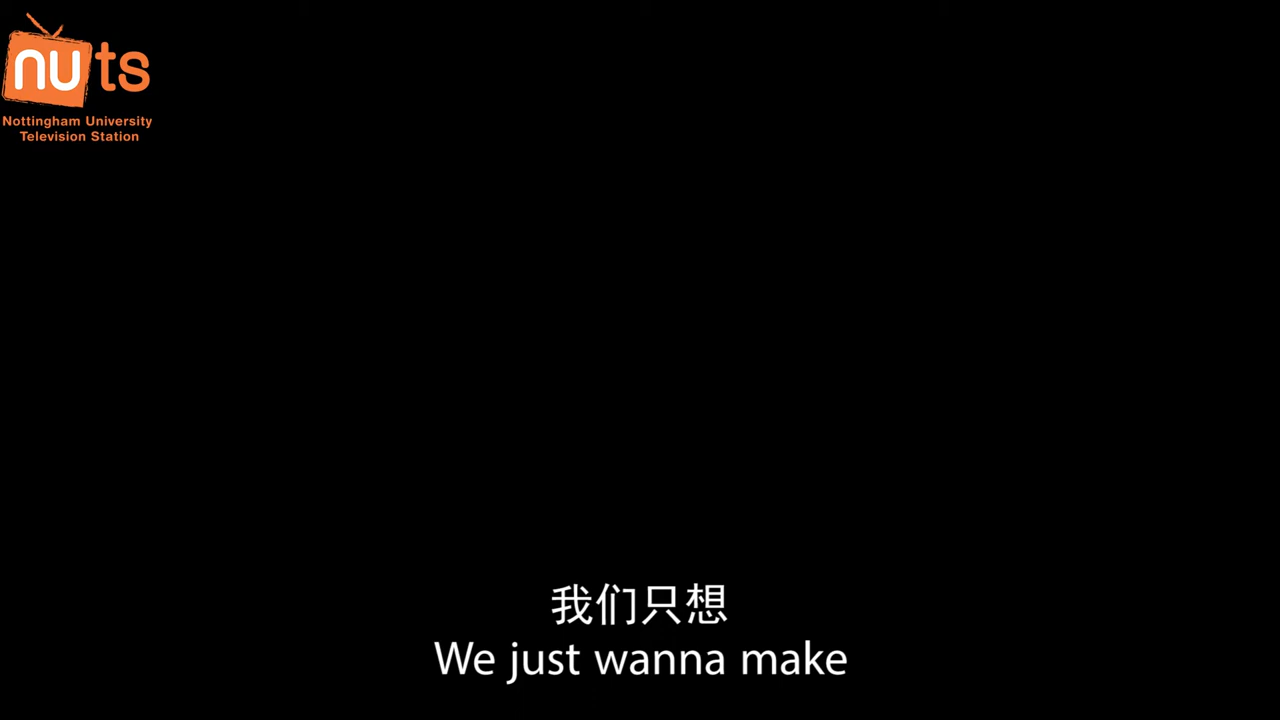 nuts
Nottingham University
Television Station
我们只想
We just wanna make